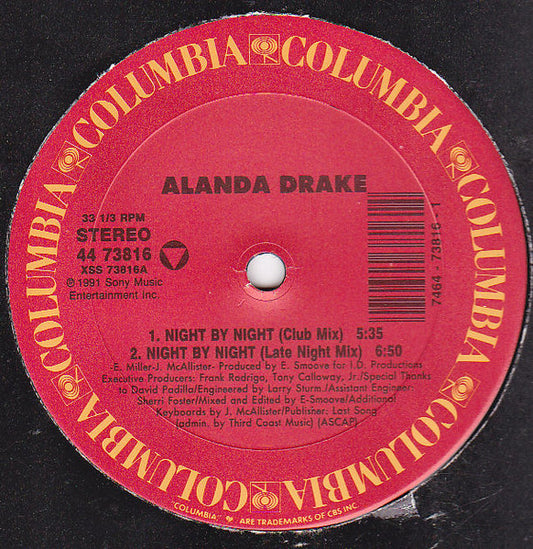 COLUMBIA COLUMBIA COLUMBIA COLUMBIA COLUMBIA COLUMBIA COLUMBIA COLUMBIA
ALANDA DRAKE
33 1/3 RPM
STEREO
44 73816
XSS 73816A
℗1991 Sony Music
Entertainment Inc.
7464 - 73816 - 1
1. NIGHT BY NIGHT (Club Mix) 5:35
2. NIGHT BY NIGHT (Late Night Mix) 6:50
-E. Miller-J. McAllister- Produced by E. Smoove for I.D. Productions
Executive Producers: Frank Rodrigo, Tony Callaway, Jr./Special Thanks
to David Padilla/Engineered by Larry Sturm./Assistant Engineer:
Sherri Foster/Mixed and Edited by E-Smoove/Additional
Keyboards by J. McAllister/Publisher: Last Song
(admin. by Third Coast Music) (ASCAP)
"COLUMBIA" ARE TRADEMARKS OF CBS INC.